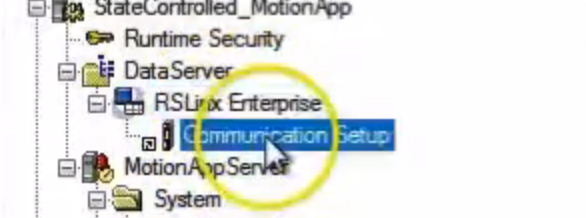 StateControlled_MotionApp
Runtime Security
DataServer
RSLinx Enterprise
Communication Setup
MotionAppServer
System